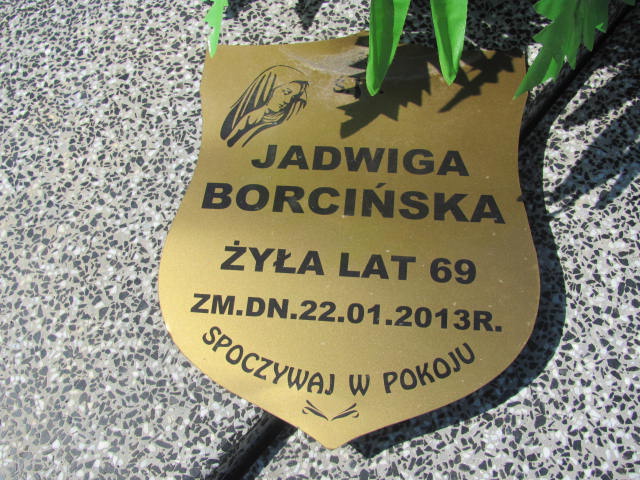 JADWIGA
BORCIŃSKA
ŻYŁA LAT 69
ZM.DN.22.01.2013R.
SPOCZYWAJ W POKOJU